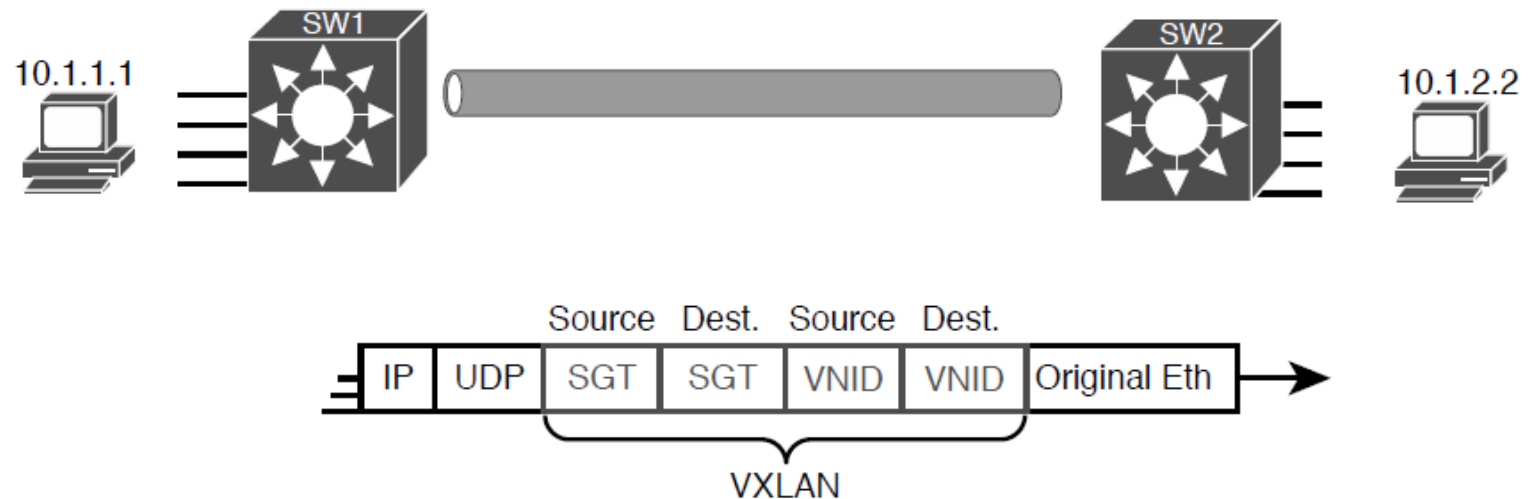 SW1
SW2
10.1.1.1
10.1.2.2
Source Dest. Source Dest.
IP UDP SGT SGT VNID VNID Original Eth
VXLAN